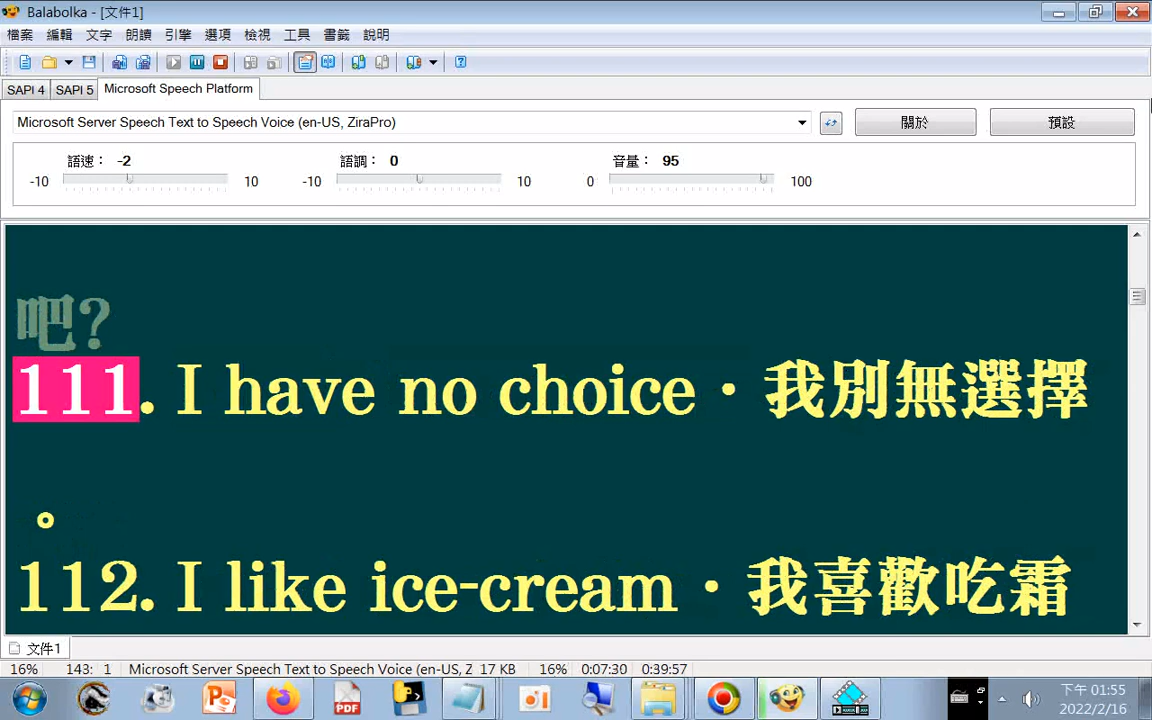 Balabolka - [文件1]
檔案 編輯 文字 朗讀 引擎 選項 檢視 工具 書籤 說明
SAPI 4 SAPI 5 Microsoft Speech Platform
Microsoft Server Speech Text to Speech Voice (en-US, ZiraPro) 關於 預設
語速： -2 語調： 0 音量： 95
-10 10 -10 10 0 100
吧?
111. I have no choice・我別無選擇
。
112. I like ice-cream・我喜歡吃霜
文件1
16% 143: 1 Microsoft Server Speech Text to Speech Voice (en-US, Z 17 KB 16% 0:07:30 0:39:57
PDF
下午 01:55
2022/2/16